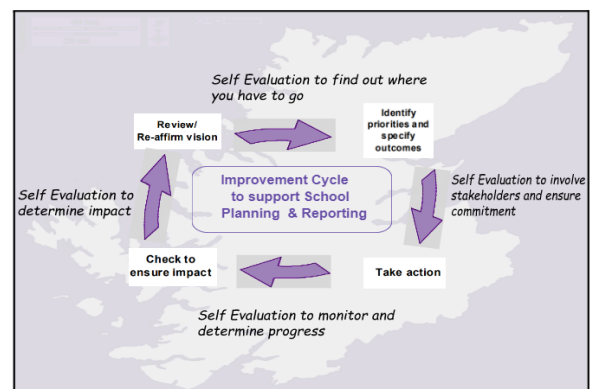 Self Evaluation to find out where
you have to go
Review/
Re-affirm vision
Identify
priorities and
specify
outcomes
Improvement Cycle
to support School
Planning & Reporting
Self Evaluation to
determine impact
Self Evaluation to involve
stakeholders and ensure
commitment
Check to
ensure impact
Take action
Self Evaluation to monitor and
determine progress